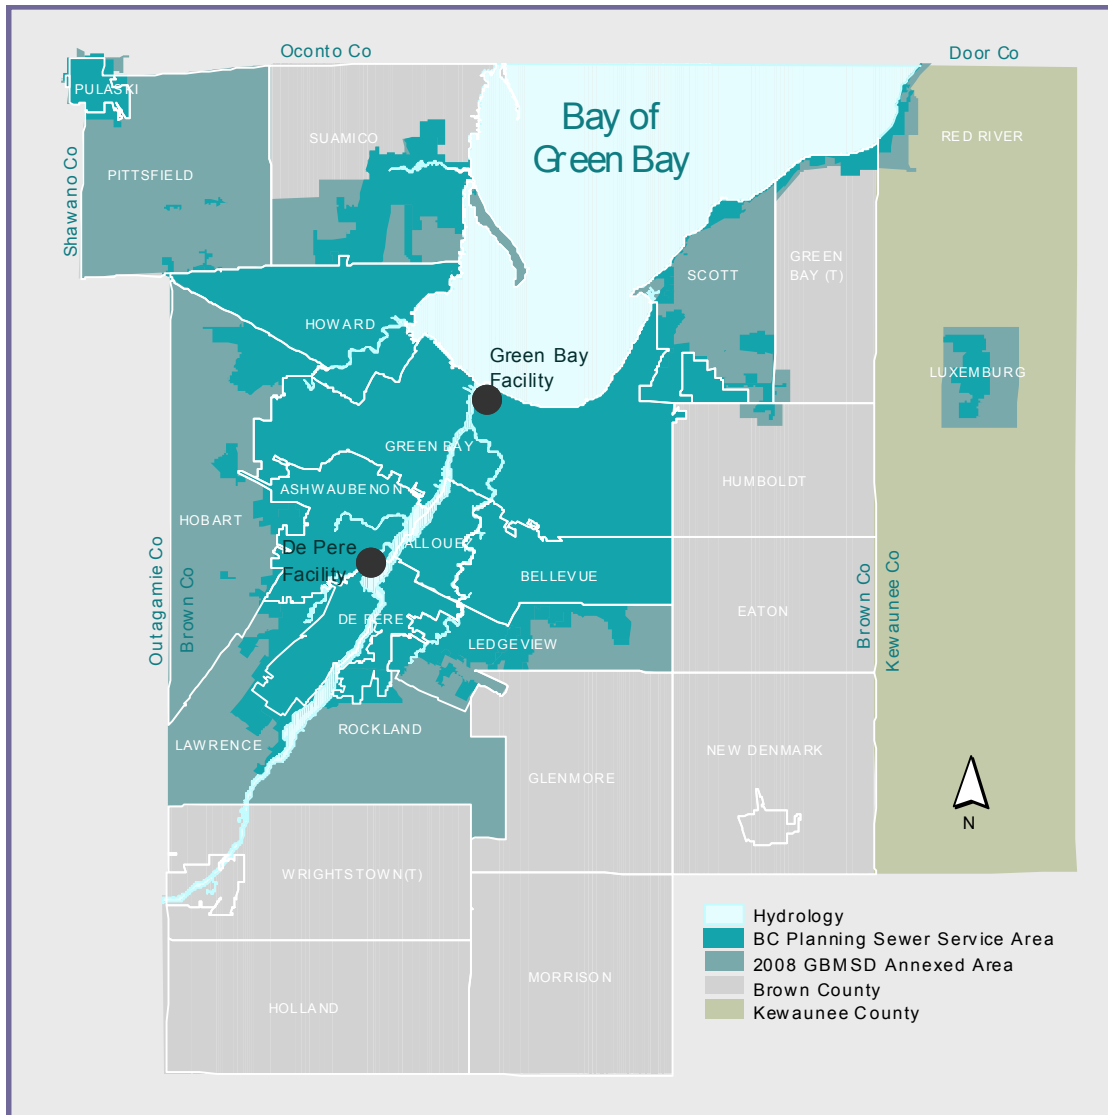 Oconto Co
Door Co
PULASKI
SUAMICO
Bay of
Green Bay
RED RIVER
PITTSFIELD
Shawano Co
SCOTT
GREEN
BAY (T)
HOWARD
Green Bay
Facility
LUXEMBURG
GREEN BAY
ASHWAUBENON
HUMBOLDT
HOBART
De Pere
Facility
ALLOUEZ
BELLEVUE
Outagamie Co
Brown Co
Brown Co
Kewaunee Co
EATON
DE PERE
LEDGEVIEW
ROCKLAND
LAWRENCE
NEW DENMARK
GLENMORE
N
WRIGHTSTOWN(T)
Hydrology
BC Planning Sewer Service Area
2008 GBMSD Annexed Area
Brown County
Kewaunee County
MORRISON
HOLLAND